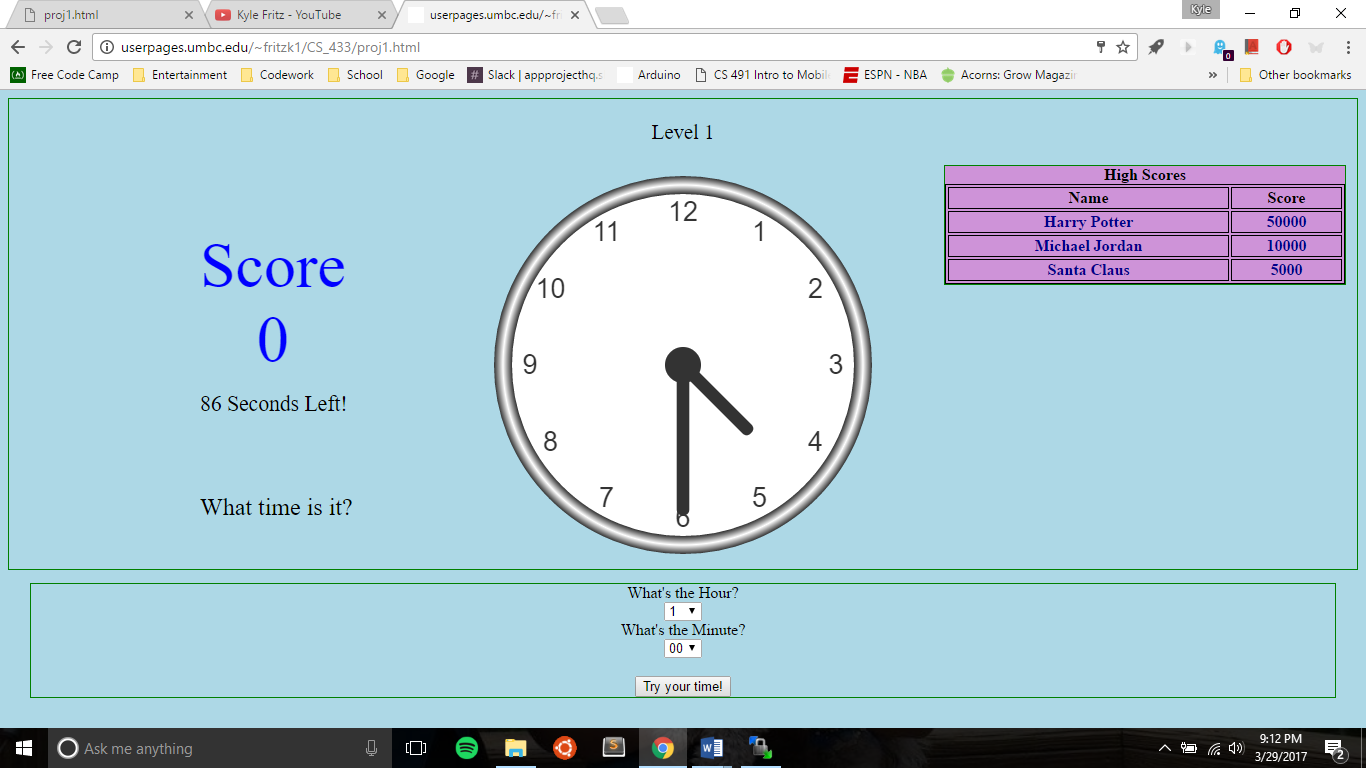 proj1.html
Kyle Fritz - YouTube
userpages.umbc.edu/~fr
Kyle
userpages.umbc.edu/~fritzk1/CS_433/proj1.html
0
Free Code Camp
Entertainment
Codework
School
Google
Slack | appprojecthq.s
Arduino
CS 491 Intro to Mobile
ESPN - NBA
Acorns: Grow Magazi
» Other bookmarks
Level 1
High Scores
Name Score
Harry Potter 50000
Michael Jordan 10000
Santa Claus 5000
Score
0
86 Seconds Left!
What time is it?
12
1
2
3
4
5
6
7
8
9
10
11
What's the Hour?
1
What's the Minute?
00
Try your time!
Ask me anything
9:12 PM
3/29/2017
2